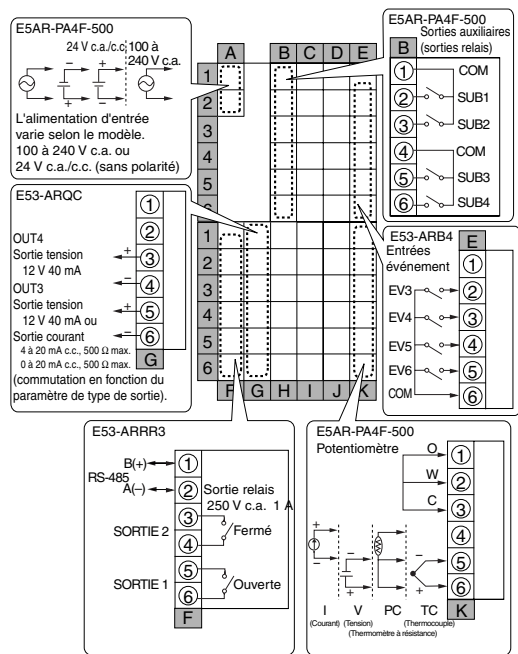 E5AR-PA4F-500
24 V c.a./c.c. 100 à
240 V c.a.
L'alimentation d'entrée
varie selon le modèle.
100 à 240 V c.a. ou
24 V c.a./c.c. (sans polarité)
A B C D E
1
2
3
4
5
6
1
2
3
4
5
6
F G H I J K
E5AR-PA4F-500
Sorties auxiliaires
(sorties relais)
B
1 COM
2 SUB1
3 SUB2
4 COM
5 SUB3
6 SUB4
E53-ARQC
1
2
OUT4
Sortie tension
12 V 40 mA
+ 3
- 4
OUT3
Sortie tension
12 V 40 mA ou
Sortie courant
+ 5
- 6
4 à 20 mA c.c., 500 Ω max.
0 à 20 mA c.c., 500 Ω max.
G
(commutation en fonction du
paramètre de type de sortie).
E53-ARB4
Entrées
événement
E
1
EV3 2
EV4 3
EV5 4
EV6 5
COM 6
E53-ARRR3
B(+) 1
RS-485
A(−) 2
Sortie relais
250 V c.a. 1 A
3
SORTIE 2 Fermé
4
5
SORTIE 1 Ouverte
6
F
E5AR-PA4F-500
Potentiomètre
O 1
W 2
C 3
4
5
6
K
+ − − + − +
I V PC TC
(Courant) (Tension) (Thermocouple)
(Thermomètre à résistance)